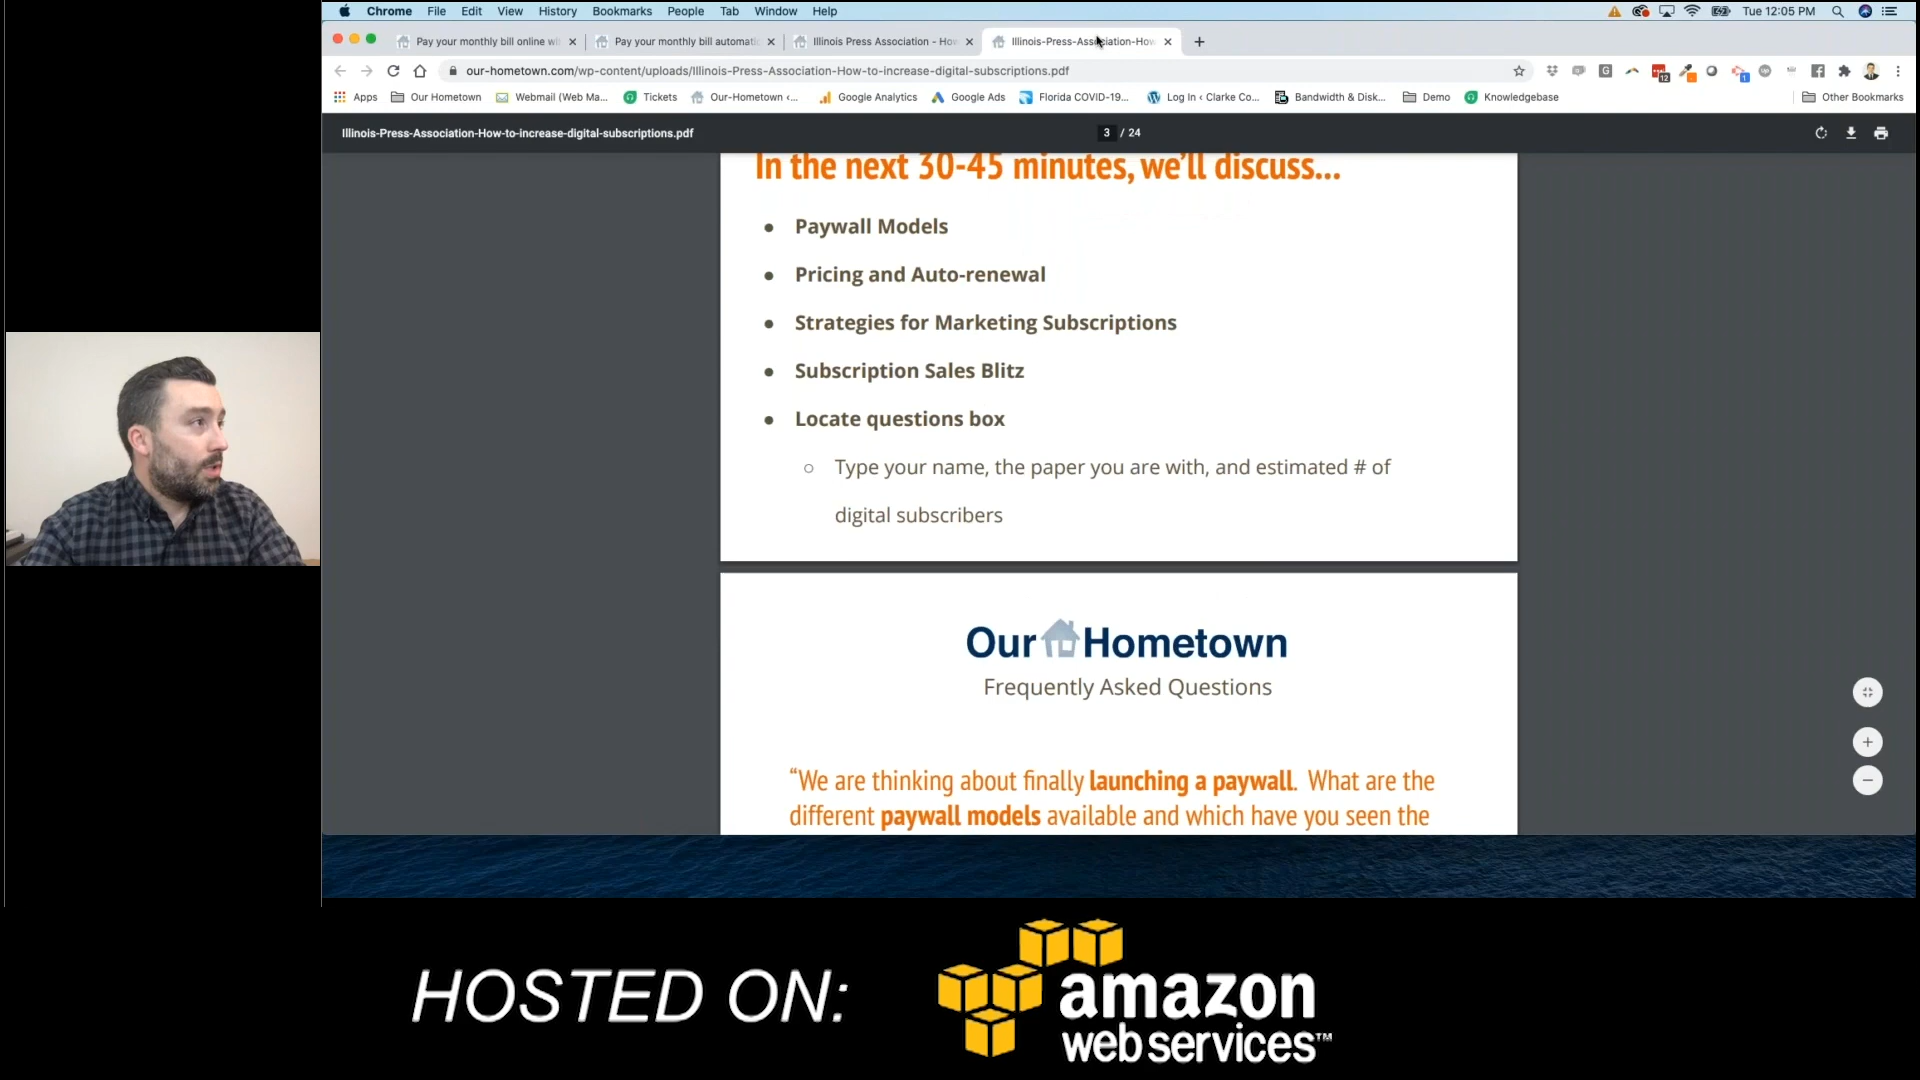 Chrome File Edit View History Bookmarks People Tab Window Help Tue 12:05 PM
Pay your monthly bill online wi
Pay your monthly bill automati
Illinois Press Association - How
Illinois-Press-Association-How
our-hometown.com/wp-content/uploads/Illinois-Press-Association-How-to-increase-digital-subscriptions.pdf
Apps Our Hometown Webmail (Web Ma... Tickets Our-Hometown ‹... Google Analytics Google Ads Florida COVID-19... Log In ‹ Clarke Co... Bandwidth & Disk... Demo Knowledgebase Other Bookmarks
Illinois-Press-Association-How-to-increase-digital-subscriptions.pdf 3 / 24
In the next 30-45 minutes, we'll discuss...
● Paywall Models
● Pricing and Auto-renewal
● Strategies for Marketing Subscriptions
● Subscription Sales Blitz
● Locate questions box
○ Type your name, the paper you are with, and estimated # of
digital subscribers
Our Hometown
Frequently Asked Questions
“We are thinking about finally launching a paywall. What are the
different paywall models available and which have you seen the
HOSTED ON:
amazon
web services™